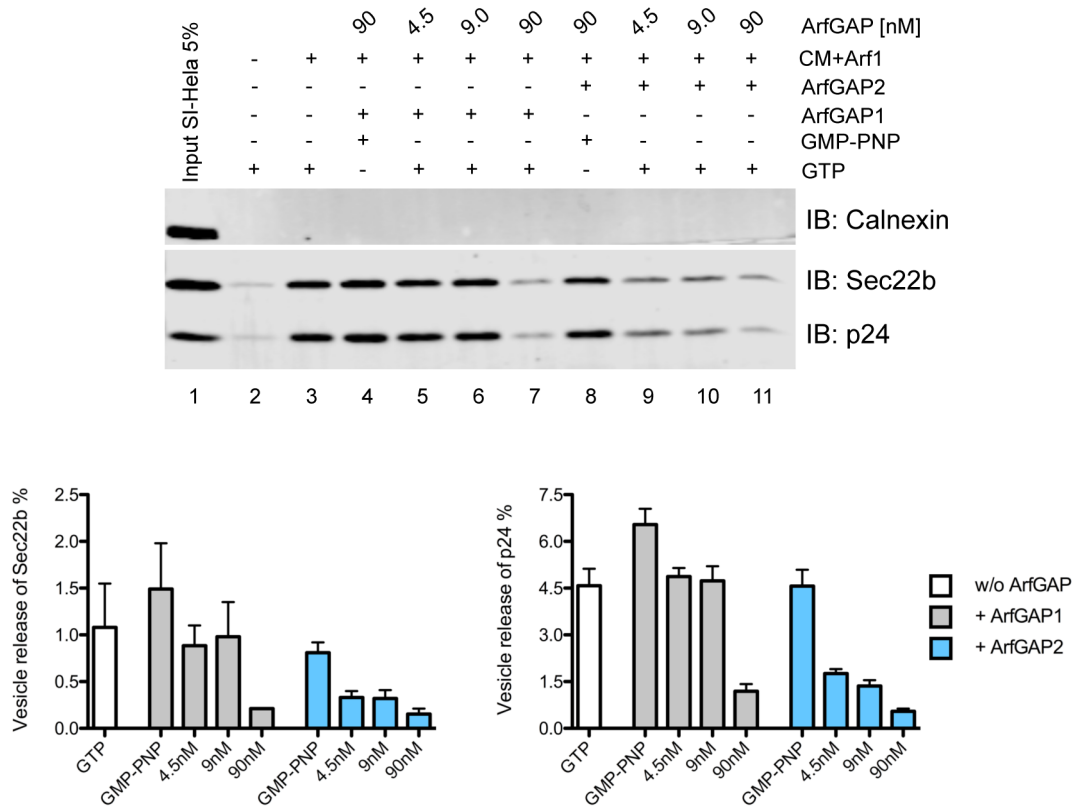 Input SI-Hela 5%
90 4.5 9.0 90 90 4.5 9.0 90 ArfGAP [nM]
- + + + + + + + + + CM+Arf1
- - - - - - + + + + ArfGAP2
- - + + + + - - - - ArfGAP1
- - + - - - + - - - GMP-PNP
+ + - + + + - + + + GTP
IB: Calnexin
IB: Sec22b
IB: p24
1 2 3 4 5 6 7 8 9 10 11
Vesicle release of Sec22b %
2.5
2.0
1.5
1.0
0.5
0.0
GTP GMP-PNP 4.5nM 9nM 90nM GMP-PNP 4.5nM 9nM 90nM
Vesicle release of p24 %
7.5
6.0
4.5
3.0
1.5
0.0
GTP GMP-PNP 4.5nM 9nM 90nM GMP-PNP 4.5nM 9nM 90nM
w/o ArfGAP
+ ArfGAP1
+ ArfGAP2